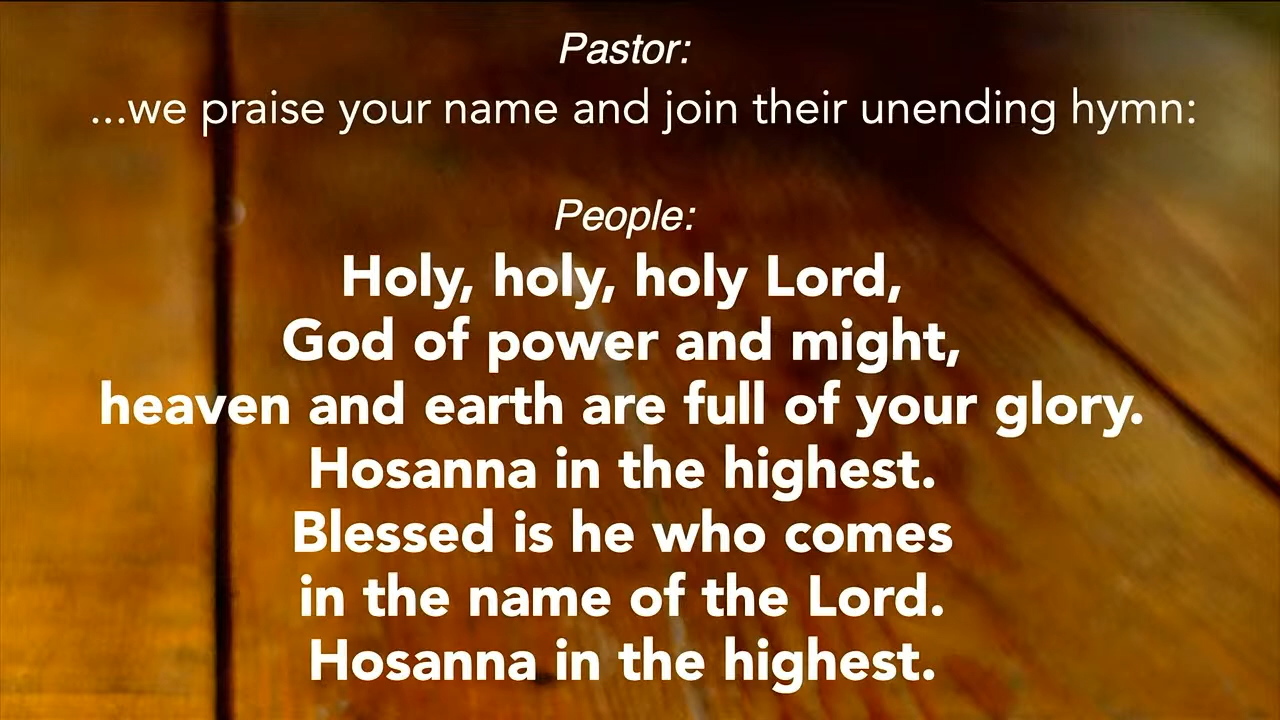 Pastor:
...we praise your name and join their unending hymn:
People:
Holy, holy, holy Lord,
God of power and might,
heaven and earth are full of your glory.
Hosanna in the highest.
Blessed is he who comes
in the name of the Lord.
Hosanna in the highest.